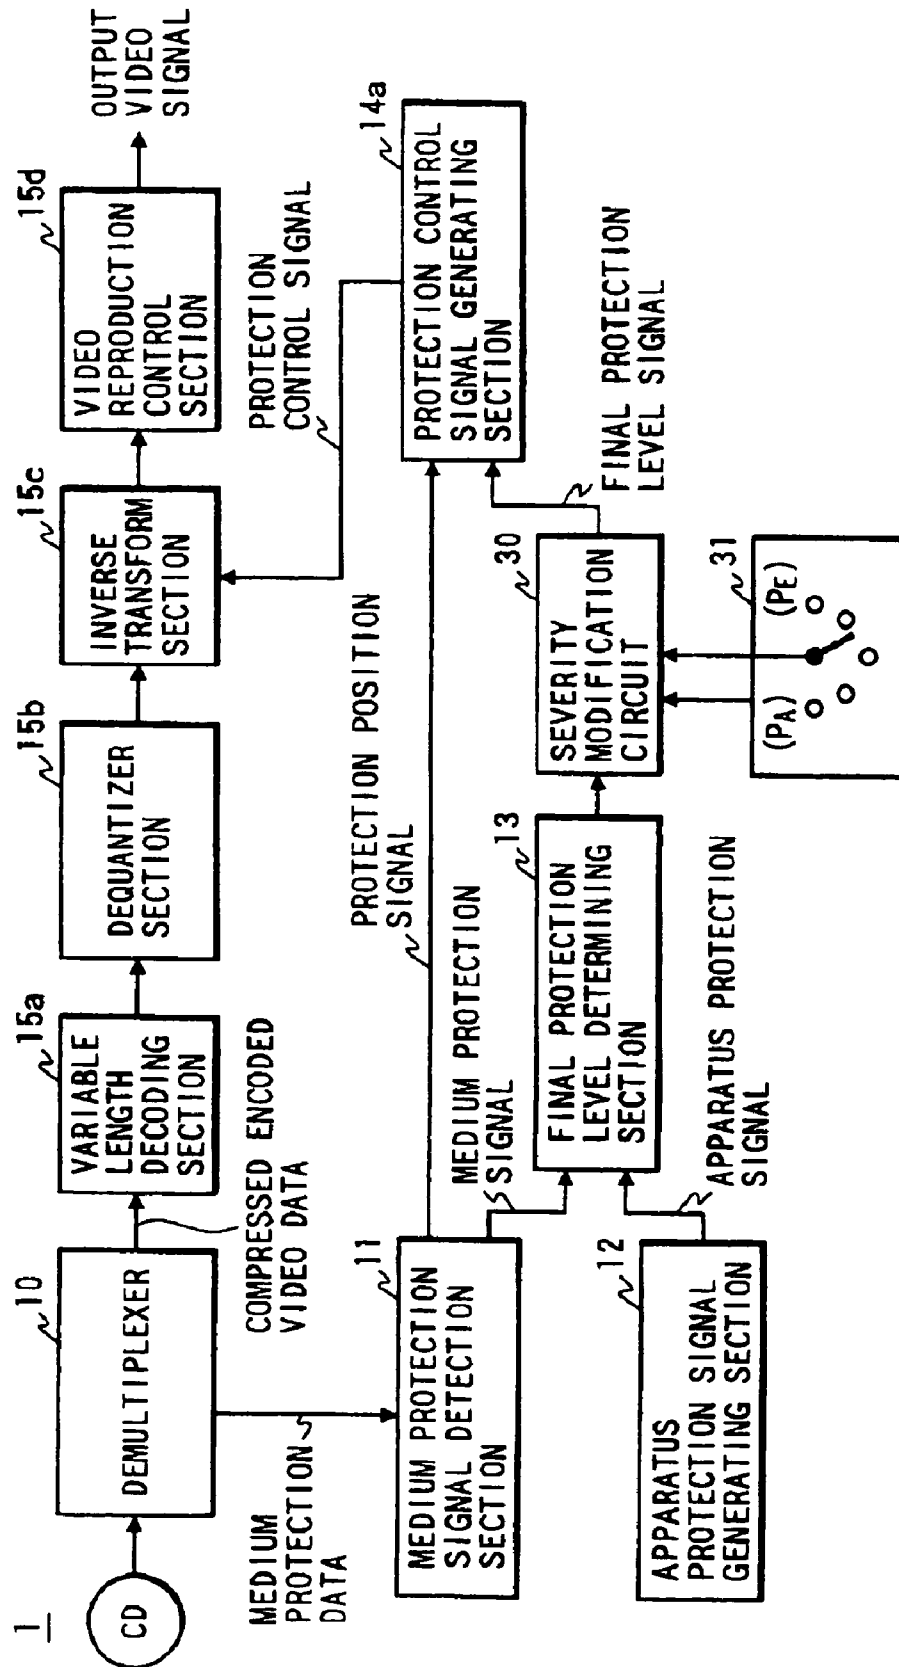 1
CD
10
DEMULTIPLEXER
COMPRESSED ENCODED
VIDEO DATA
15a
VARIABLE
LENGTH
DECODING
SECTION
15b
DEQUANTIZER
SECTION
15c
INVERSE
TRANSFORM
SECTION
15d
VIDEO
REPRODUCTION
CONTROL
SECTION
OUTPUT
VIDEO
SIGNAL
MEDIUM
PROTECTION
DATA
11
MEDIUM PROTECTION
SIGNAL DETECTION
SECTION
PROTECTION POSITION
SIGNAL
PROTECTION
CONTROL SIGNAL
14a
PROTECTION CONTROL
SIGNAL GENERATING
SECTION
MEDIUM PROTECTION
SIGNAL
12
APPARATUS
PROTECTION SIGNAL
GENERATING SECTION
APPARATUS PROTECTION
SIGNAL
13
FINAL PROTECTION
LEVEL DETERMINING
SECTION
30
SEVERITY
MODIFICATION
CIRCUIT
FINAL PROTECTION
LEVEL SIGNAL
31
(PA)
(PE)